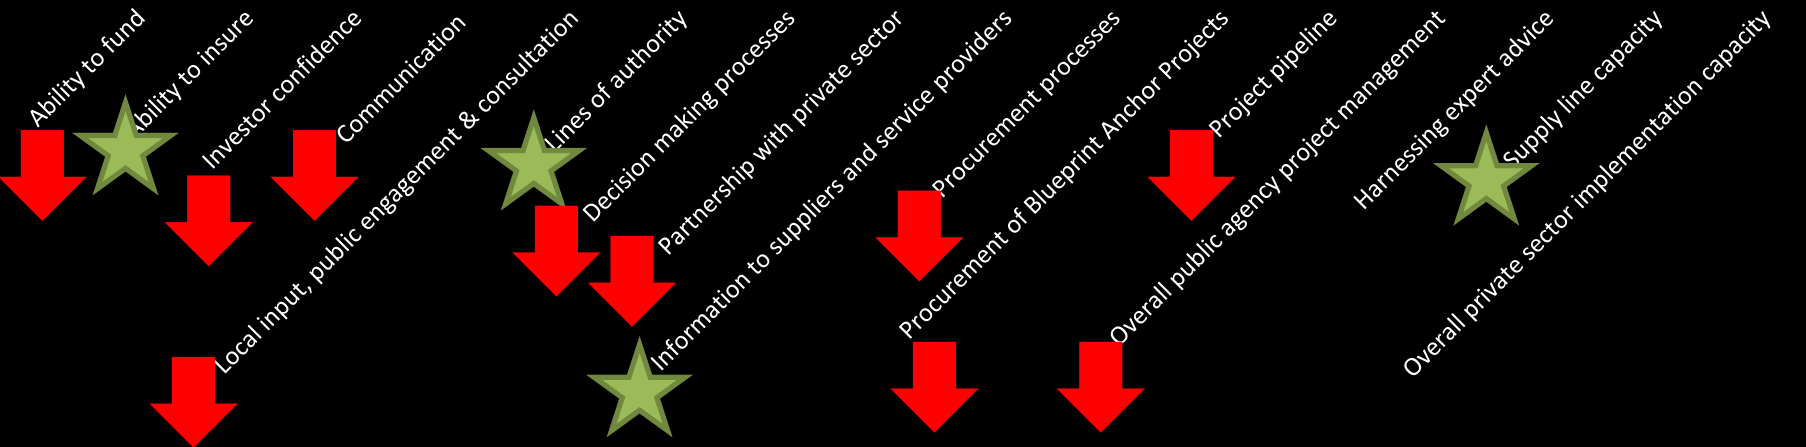 Ability to fund
Ability to insure
Investor confidence
Communication
Local input, public engagement & consultation
Lines of authority
Decision making processes
Partnership with private sector
Information to suppliers and service providers
Procurement processes
Procurement of Blueprint Anchor Projects
Project pipeline
Overall public agency project management
Harnessing expert advice
Supply line capacity
Overall private sector implementation capacity